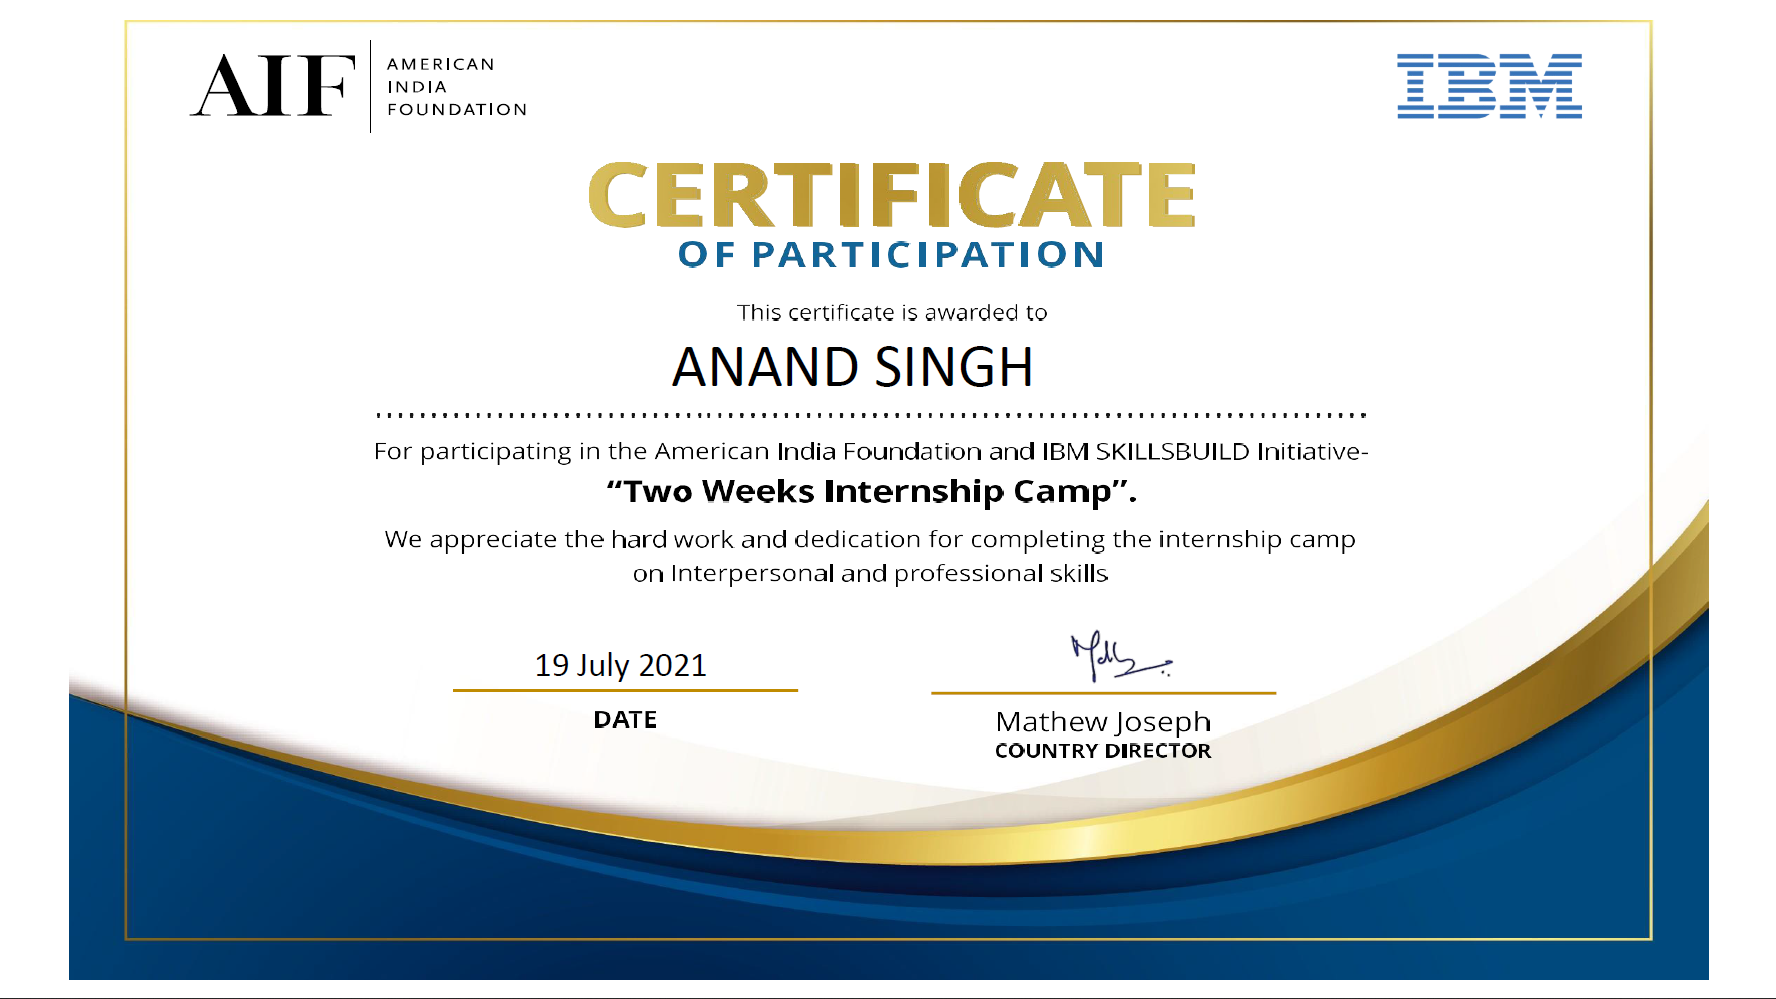 AIF
AMERICAN
INDIA
FOUNDATION
IBM
CERTIFICATE
OF PARTICIPATION
This certificate is awarded to
ANAND SINGH
For participating in the American India Foundation and IBM SKILLSBUILD Initiative-
“Two Weeks Internship Camp”.
We appreciate the hard work and dedication for completing the internship camp
on Interpersonal and professional skills
19 July 2021
DATE
Mathew Joseph
COUNTRY DIRECTOR